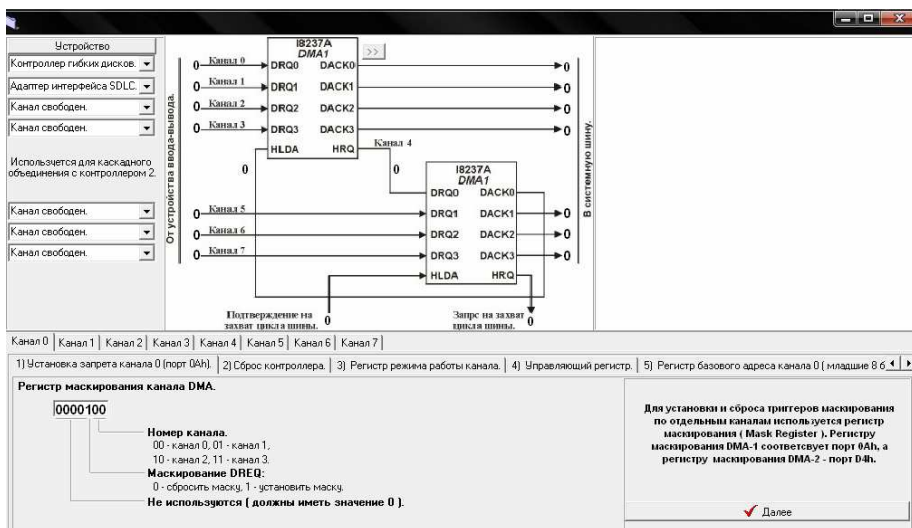 Устройство
Контроллер гибких дисков.
Адаптер интерфейса SDLC.
Канал свободен.
Канал свободен.
Используется для каскадного
объединения с контроллером 2.
Канал свободен.
Канал свободен.
Канал свободен.
От устройства ввода-вывода.
I8237A
DMA1
>>
0 Канал 0 DRQ0 DACK0 0
0 Канал 1 DRQ1 DACK1 0
0 Канал 2 DRQ2 DACK2 0
0 Канал 3 DRQ3 DACK3 0
HLDA HRQ Канал 4
0 0
I8237A
DMA1
DRQ0 DACK0
0 Канал 5 DRQ1 DACK1 0
0 Канал 6 DRQ2 DACK2 0
0 Канал 7 DRQ3 DACK3 0
HLDA HRQ
Подтверждение на
захват цикла шины. 0
Запрс на захват
цикла шины. 0
В системную шину.
Канал 0 Канал 1 Канал 2 Канал 3 Канал 4 Канал 5 Канал 6 Канал 7
1) Установка запрета канала 0 (порт 0Ah). 2) Сброс контроллера. 3) Регистр режима работы канала. 4) Управляющий регистр. 5) Регистр базового адреса канала 0 ( младшие 8 б
Регистр маскирования канала DMA.
0000100
Номер канала.
00 - канал 0, 01 - канал 1,
10 - канал 2, 11 - канал 3.
Маскирование DREQ:
0 - сбросить маску, 1 - установить маску.
Не используются ( должны иметь значение 0 ).
Для установки и сброса триггеров маскирования
по отдельным каналам используется регистр
маскирования ( Mask Register ). Регистру
маскирования DMA-1 соответсвует порт 0Ah, а
регистру маскирования DMA-2 - порт D4h.
Далее